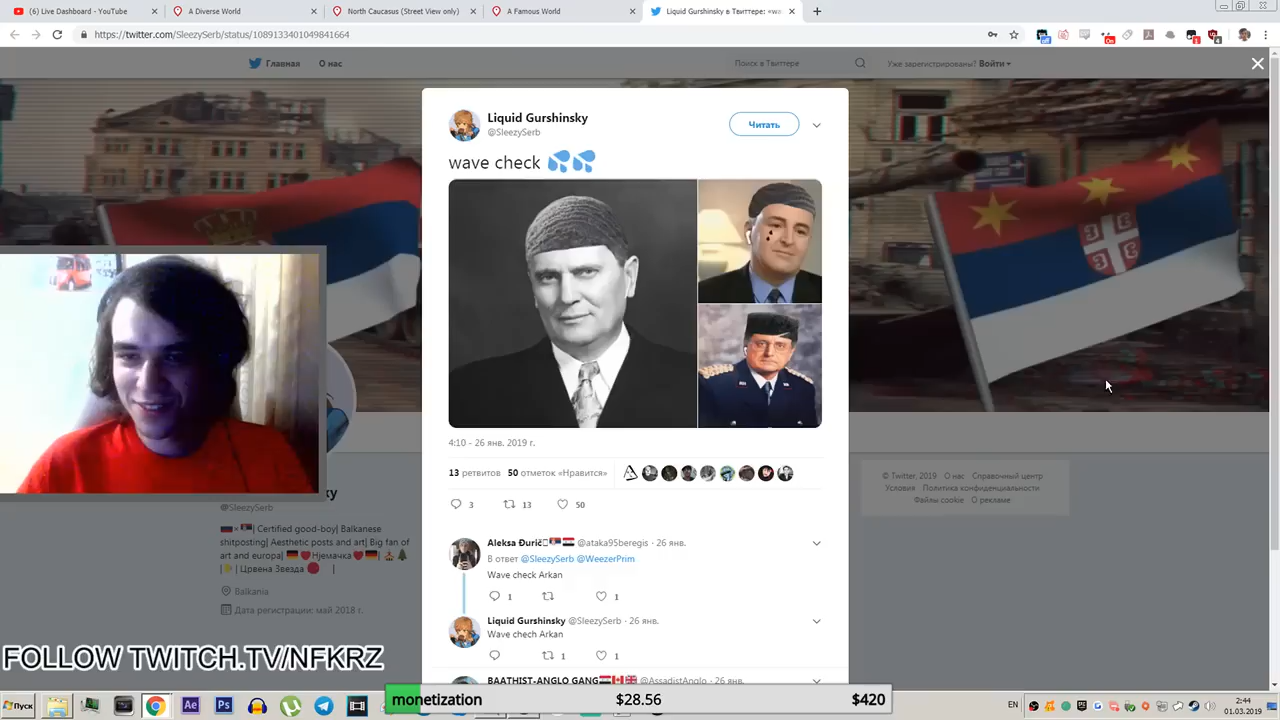 (6) Live Dashboard - YouTube
A Diverse World
North Caucasus (Street View only)
A Famous World
Liquid Gurshinsky в Твиттере: «wa
https://twitter.com/SleezySerb/status/1089133401049841664
Главная
О нас
Поиск в Твиттере
Уже зарегистрированы? Войти
Liquid Gurshinsky
@SleezySerb
Читать
wave check
4:10 - 26 янв. 2019 г.
13 ретвитов 50 отметок «Нравится»
3
13
50
Aleksa Đurić @ataka95beregis · 26 янв.
В ответ @SleezySerb @WeezerPrim
Wave check Arkan
1
1
Liquid Gurshinsky @SleezySerb · 26 янв.
Wave chech Arkan
1
1
BAATHIST-ANGLO GANG @AssadistAnglo · 26 янв.
ку
@SleezySerb
Certified good-boy| Balkanske
shitposting| Aesthetic posts and art| Big fan of
art and europa| Њемачка
| Црвена Звезда
Balkania
Дата регистрации: май 2018 г.
© Twitter, 2019 О нас Справочный центр
Условия Политика конфиденциальности
Файлы cookie О рекламе
FOLLOW TWITCH.TV/NFKRZ
monetization $28.56 $420
Пуск
EN
2:44
01.03.2019